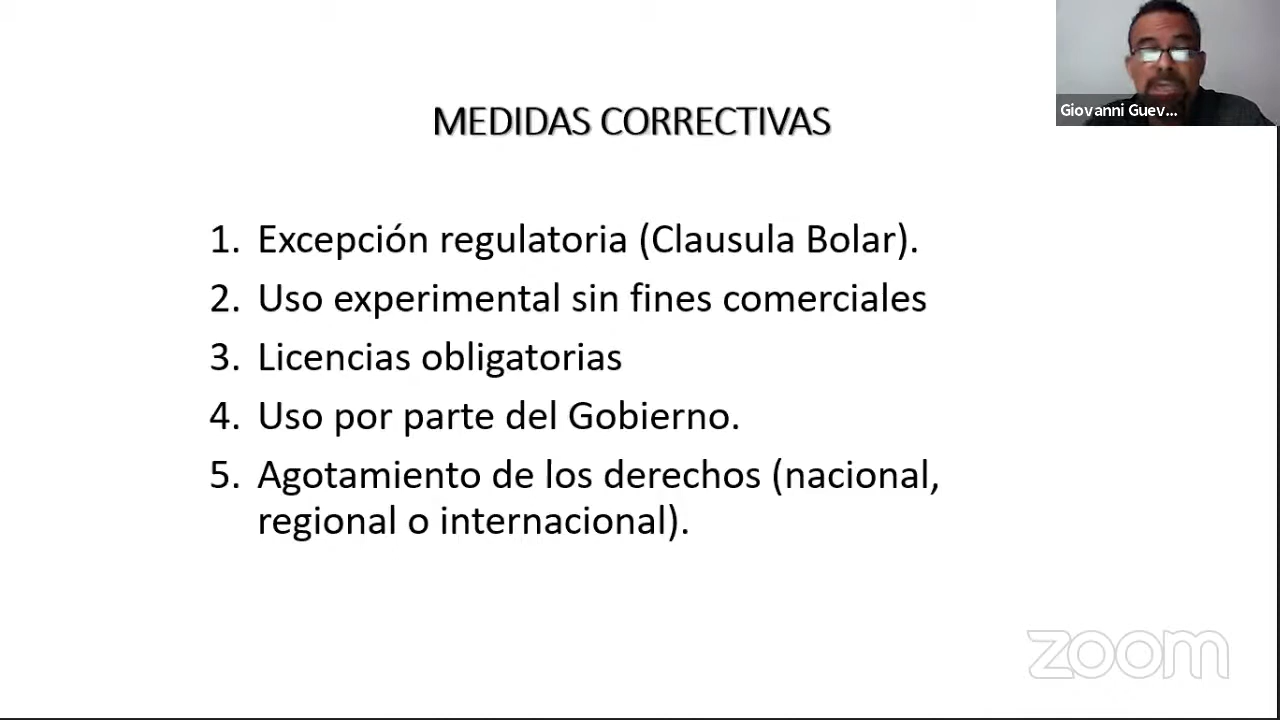 Giovanni Guev...
MEDIDAS CORRECTIVAS
1. Excepción regulatoria (Clausula Bolar).
2. Uso experimental sin fines comerciales
3. Licencias obligatorias
4. Uso por parte del Gobierno.
5. Agotamiento de los derechos (nacional,
regional o internacional).
zoom